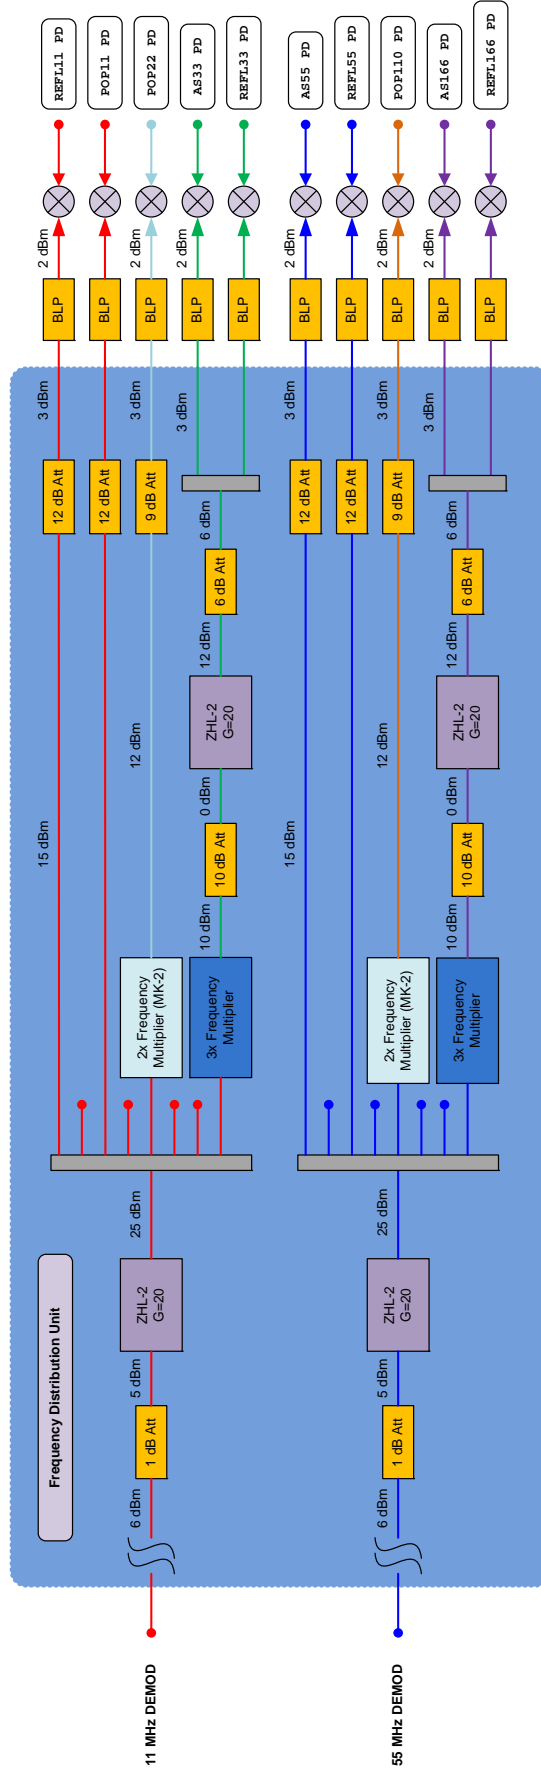 Frequency Distribution Unit
15 dBm
12 dB Att
3 dBm
BLP
2 dBm
REFL11 PD
12 dB Att
BLP
POP11 PD
11 MHz DEMOD
6 dBm
1 dB Att
5 dBm
ZHL-2
G=20
25 dBm
2x Frequency
Multiplier (MK-2)
12 dBm
9 dB Att
3 dBm
BLP
2 dBm
POP22 PD
3 dBm
BLP
2 dBm
AS33 PD
3x Frequency
Multiplier
10 dBm
10 dB Att
0 dBm
ZHL-2
G=20
12 dBm
6 dB Att
6 dBm
BLP
REFL33 PD
15 dBm
12 dB Att
3 dBm
BLP
2 dBm
AS55 PD
12 dB Att
BLP
REFL55 PD
55 MHz DEMOD
6 dBm
1 dB Att
5 dBm
ZHL-2
G=20
25 dBm
2x Frequency
Multiplier (MK-2)
12 dBm
9 dB Att
3 dBm
BLP
2 dBm
POP110 PD
3 dBm
BLP
2 dBm
AS166 PD
3x Frequency
Multiplier
10 dBm
10 dB Att
0 dBm
ZHL-2
G=20
12 dBm
6 dB Att
6 dBm
BLP
REFL166 PD